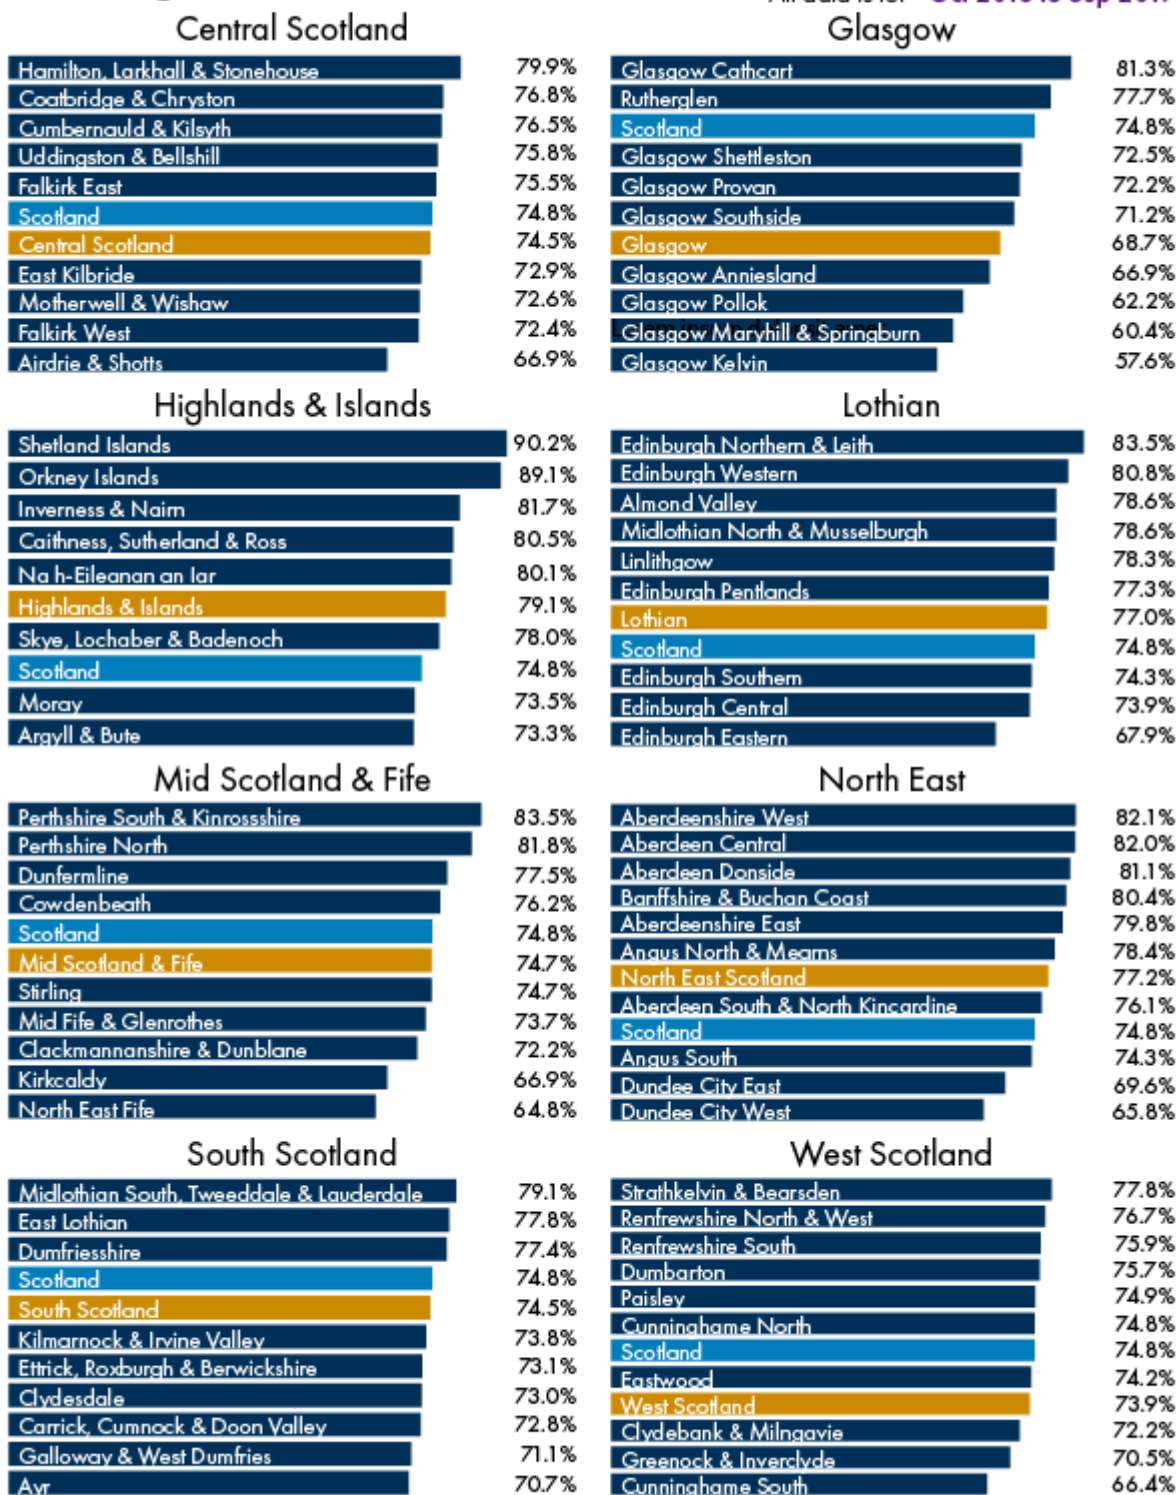 Central Scotland
Hamilton, Larkhall & Stonehouse 79.9%
Coatbridge & Chryston 76.8%
Cumbernauld & Kilsyth 76.5%
Uddingston & Bellshill 75.8%
Falkirk East 75.5%
Scotland 74.8%
Central Scotland 74.5%
East Kilbride 72.9%
Motherwell & Wishaw 72.6%
Falkirk West 72.4%
Airdrie & Shotts 66.9%
Glasgow
Glasgow Cathcart 81.3%
Rutherglen 77.7%
Scotland 74.8%
Glasgow Shettleston 72.5%
Glasgow Provan 72.2%
Glasgow Southside 71.2%
Glasgow 68.7%
Glasgow Anniesland 66.9%
Glasgow Pollok 62.2%
Glasgow Maryhill & Springburn 60.4%
Glasgow Kelvin 57.6%
Highlands & Islands
Shetland Islands 90.2%
Orkney Islands 89.1%
Inverness & Nairn 81.7%
Caithness, Sutherland & Ross 80.5%
Na h-Eileanan an Iar 80.1%
Highlands & Islands 79.1%
Skye, Lochaber & Badenoch 78.0%
Scotland 74.8%
Moray 73.5%
Argyll & Bute 73.3%
Lothian
Edinburgh Northern & Leith 83.5%
Edinburgh Western 80.8%
Almond Valley 78.6%
Midlothian North & Musselburgh 78.6%
Linlithgow 78.3%
Edinburgh Pentlands 77.3%
Lothian 77.0%
Scotland 74.8%
Edinburgh Southern 74.3%
Edinburgh Central 73.9%
Edinburgh Eastern 67.9%
Mid Scotland & Fife
Perthshire South & Kinrossshire 83.5%
Perthshire North 81.8%
Dunfermline 77.5%
Cowdenbeath 76.2%
Scotland 74.8%
Mid Scotland & Fife 74.7%
Stirling 74.7%
Mid Fife & Glenrothes 73.7%
Clackmannanshire & Dunblane 72.2%
Kirkcaldy 66.9%
North East Fife 64.8%
North East
Aberdeenshire West 82.1%
Aberdeen Central 82.0%
Aberdeen Donside 81.1%
Banffshire & Buchan Coast 80.4%
Aberdeenshire East 79.8%
Angus North & Mearns 78.4%
North East Scotland 77.2%
Aberdeen South & North Kincardine 76.1%
Scotland 74.8%
Angus South 74.3%
Dundee City East 69.6%
Dundee City West 65.8%
South Scotland
Midlothian South, Tweeddale & Lauderdale 79.1%
East Lothian 77.8%
Dumfriesshire 77.4%
Scotland 74.8%
South Scotland 74.5%
Kilmarnock & Irvine Valley 73.8%
Ettrick, Roxburgh & Berwickshire 73.1%
Clydesdale 73.0%
Carrick, Cumnock & Doon Valley 72.8%
Galloway & West Dumfries 71.1%
Ayr 70.7%
West Scotland
Strathkelvin & Bearsden 77.8%
Renfrewshire North & West 76.7%
Renfrewshire South 75.9%
Dumbarton 75.7%
Paisley 74.9%
Cunninghame North 74.8%
Scotland 74.8%
Eastwood 74.2%
West Scotland 73.9%
Clydebank & Milngavie 72.2%
Greenock & Inverclyde 70.5%
Cunninghame South 66.4%